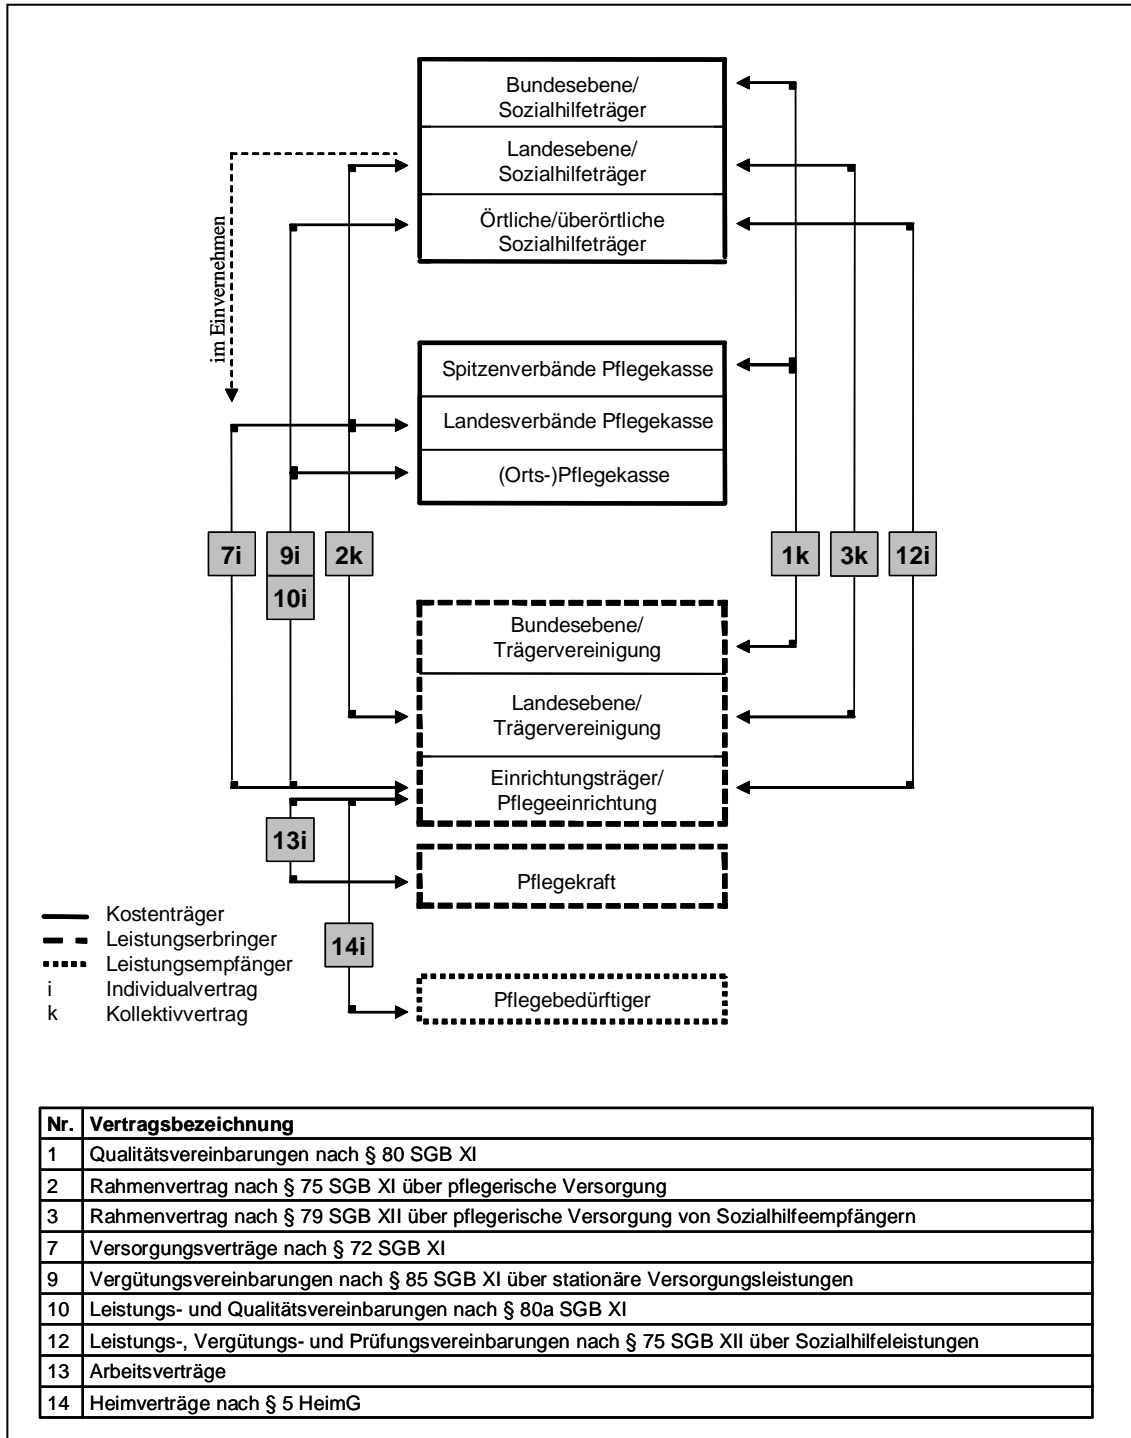 Bundesebene/
Sozialhilfeträger
Landesebene/
Sozialhilfeträger
Örtliche/überörtliche
Sozialhilfeträger
im Einvernehmen
Spitzenverbände Pflegekasse
Landesverbände Pflegekasse
(Orts-)Pflegekasse
7i 9i 2k 1k 3k 12i
10i
Bundesebene/
Trägervereinigung
Landesebene/
Trägervereinigung
Einrichtungsträger/
Pflegeeinrichtung
13i
Pflegekraft
14i
Pflegebedürftiger
Kostenträger
Leistungserbringer
Leistungsempfänger
i Individualvertrag
k Kollektivvertrag
Nr. Vertragsbezeichnung
1 Qualitätsvereinbarungen nach § 80 SGB XI
2 Rahmenvertrag nach § 75 SGB XI über pflegerische Versorgung
3 Rahmenvertrag nach § 79 SGB XII über pflegerische Versorgung von Sozialhilfeempfängern
7 Versorgungsverträge nach § 72 SGB XI
9 Vergütungsvereinbarungen nach § 85 SGB XI über stationäre Versorgungsleistungen
10 Leistungs- und Qualitätsvereinbarungen nach § 80a SGB XI
12 Leistungs-, Vergütungs- und Prüfungsvereinbarungen nach § 75 SGB XII über Sozialhilfeleistungen
13 Arbeitsverträge
14 Heimverträge nach § 5 HeimG